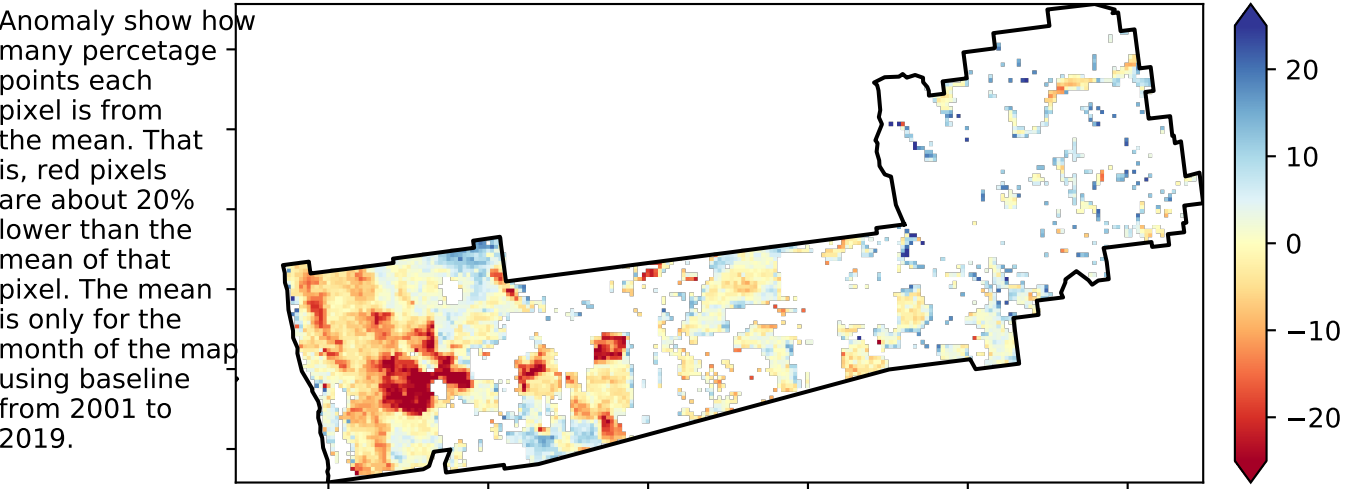 Anomaly show how
many percetage
points each
pixel is from
the mean. That
is, red pixels
are about 20%
lower than the
mean of that
pixel. The mean
is only for the
month of the map
using baseline
from 2001 to
2019.
20
10
0
−10
−20